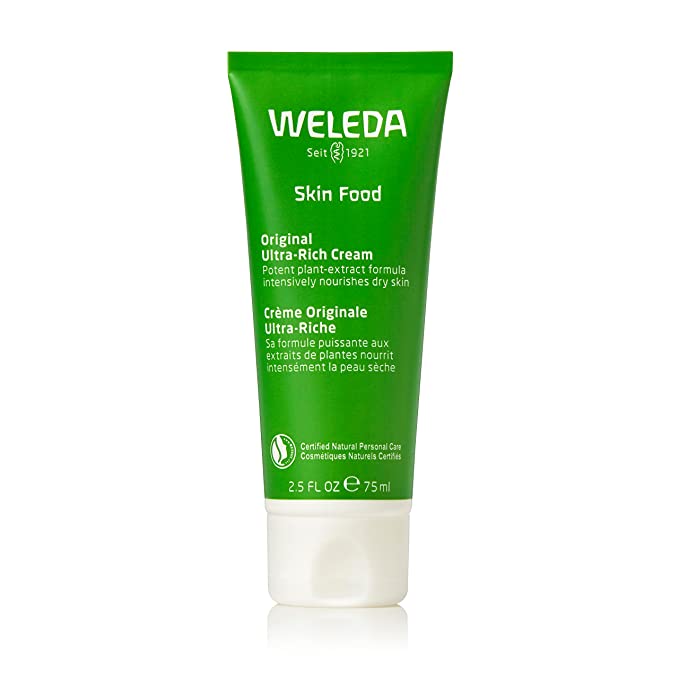 WELEDA
Seit 1921
Skin Food
Original
Ultra-Rich Cream
Potent plant-extract formula
intensively nourishes dry skin
Crème Originale
Ultra-Riche
Sa formule puissante aux
extraits de plantes nourrit
intensément la peau sèche
Certified Natural Personal Care
Cosmétiques Naturels Certifiés
2.5 FL OZ ℮ 75 ml